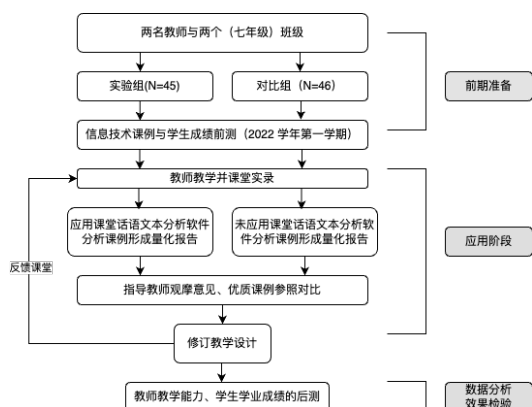 两名教师与两个（七年级）班级
实验组(N=45)
对比组（N=46）
前期准备
信息技术课例与学生成绩前测（2022 学年第一学期）
教师教学并课堂实录
应用课堂话语文本分析软件
分析课例形成量化报告
未应用课堂话语文本分析软
件分析课例形成量化报告
应用阶段
反馈课堂
指导教师观摩意见、优质课例参照对比
修订教学设计
教师教学能力、学生学业成绩的后测
数据分析
效果检验